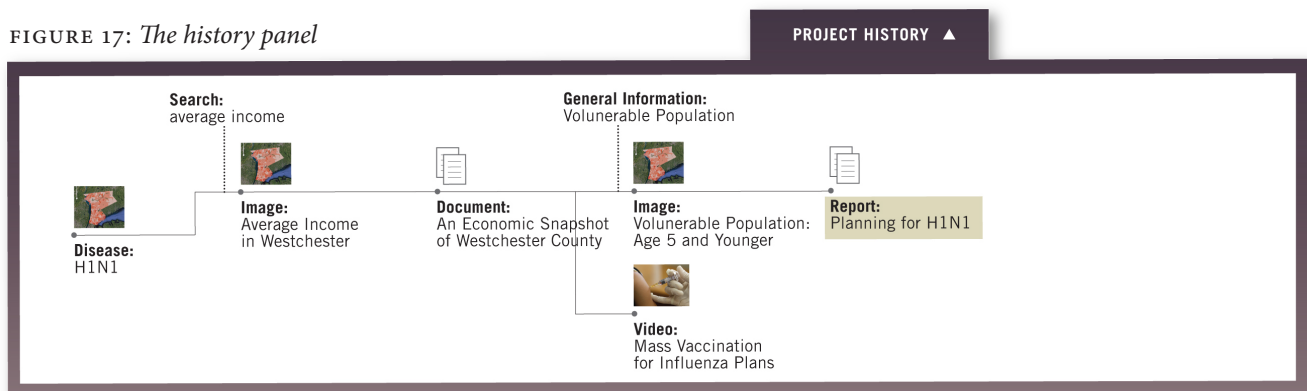 FIGURE 17: The history panel
PROJECT HISTORY ▲
Search:
average income
General Information:
Volunerable Population
Disease:
H1N1
Image:
Average Income
in Westchester
Document:
An Economic Snapshot
of Westchester County
Image:
Volunerable Population:
Age 5 and Younger
Report:
Planning for H1N1
Video:
Mass Vaccination
for Influenza Plans